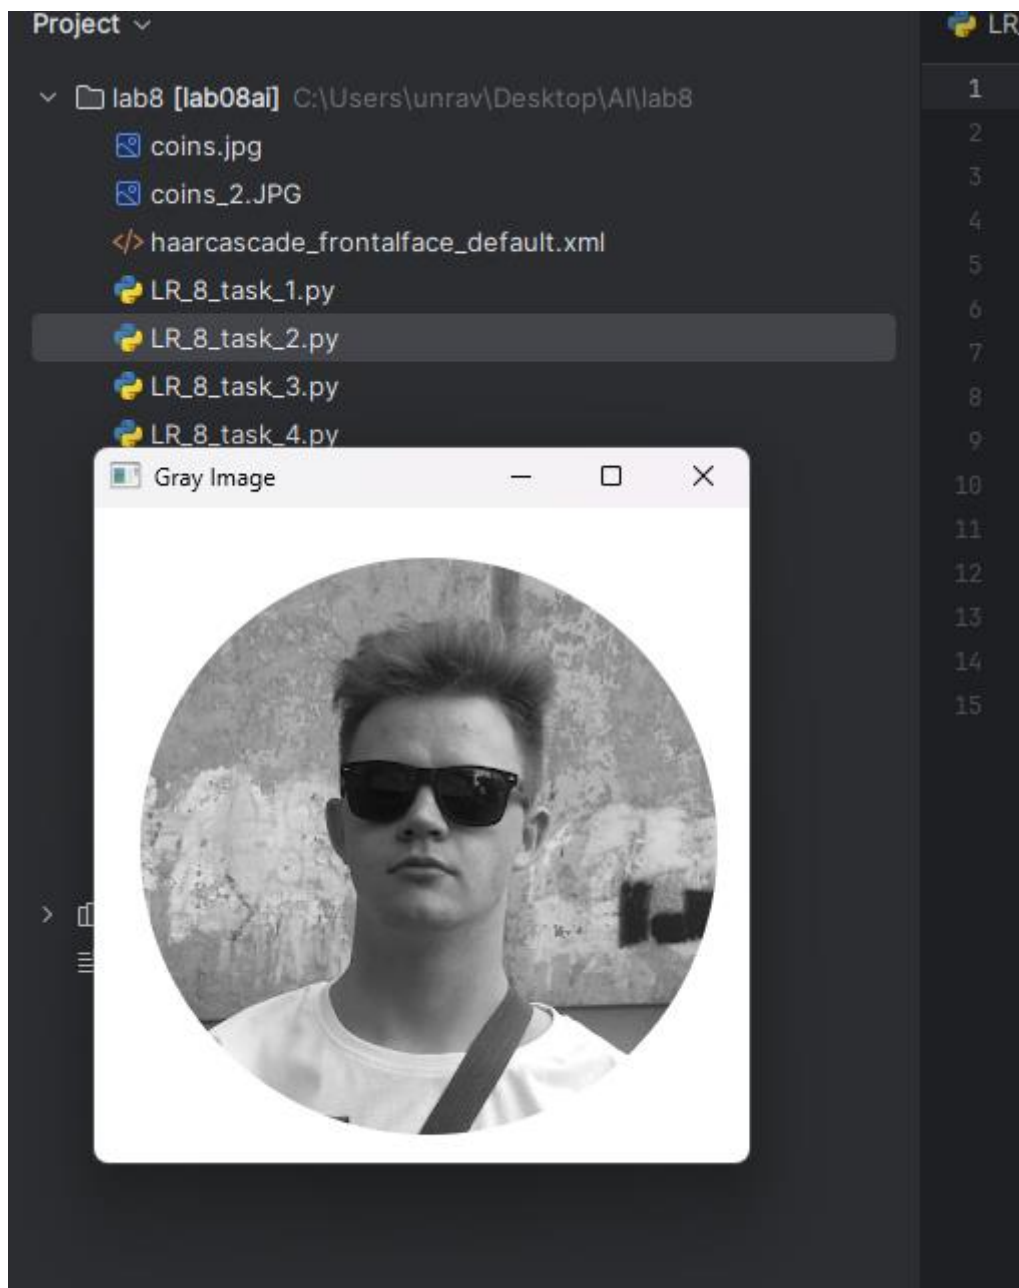 Project
LR
lab8 [lab08ai] C:\Users\unrav\Desktop\AI\lab8
coins.jpg
coins_2.JPG
</> haarcascade_frontalface_default.xml
LR_8_task_1.py
LR_8_task_2.py
LR_8_task_3.py
LR_8_task_4.py
Gray Image
1
2
3
4
5
6
7
8
9
10
11
12
13
14
15